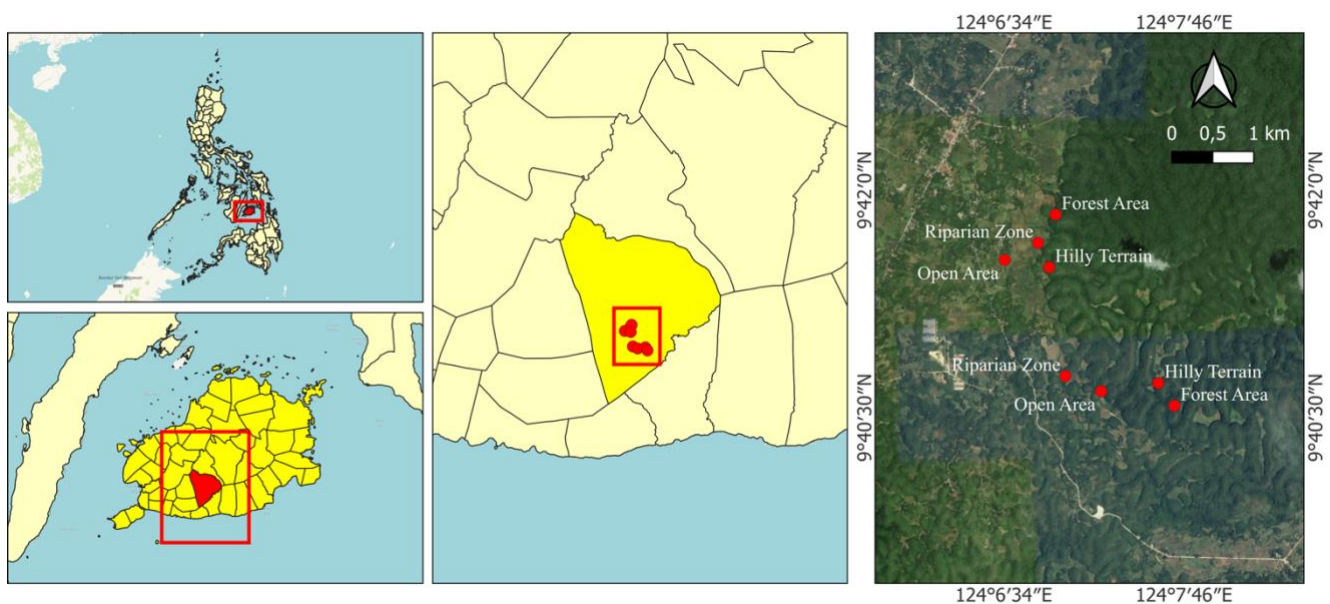 124°6′34″E 124°7′46″E
0 0,5 1 km
9°42′0″N
9°42′0″N
Forest Area
Riparian Zone
Hilly Terrain
Open Area
Riparian Zone
Hilly Terrain
Open Area
Forest Area
9°40′30″N
9°40′30″N
124°6′34″E 124°7′46″E